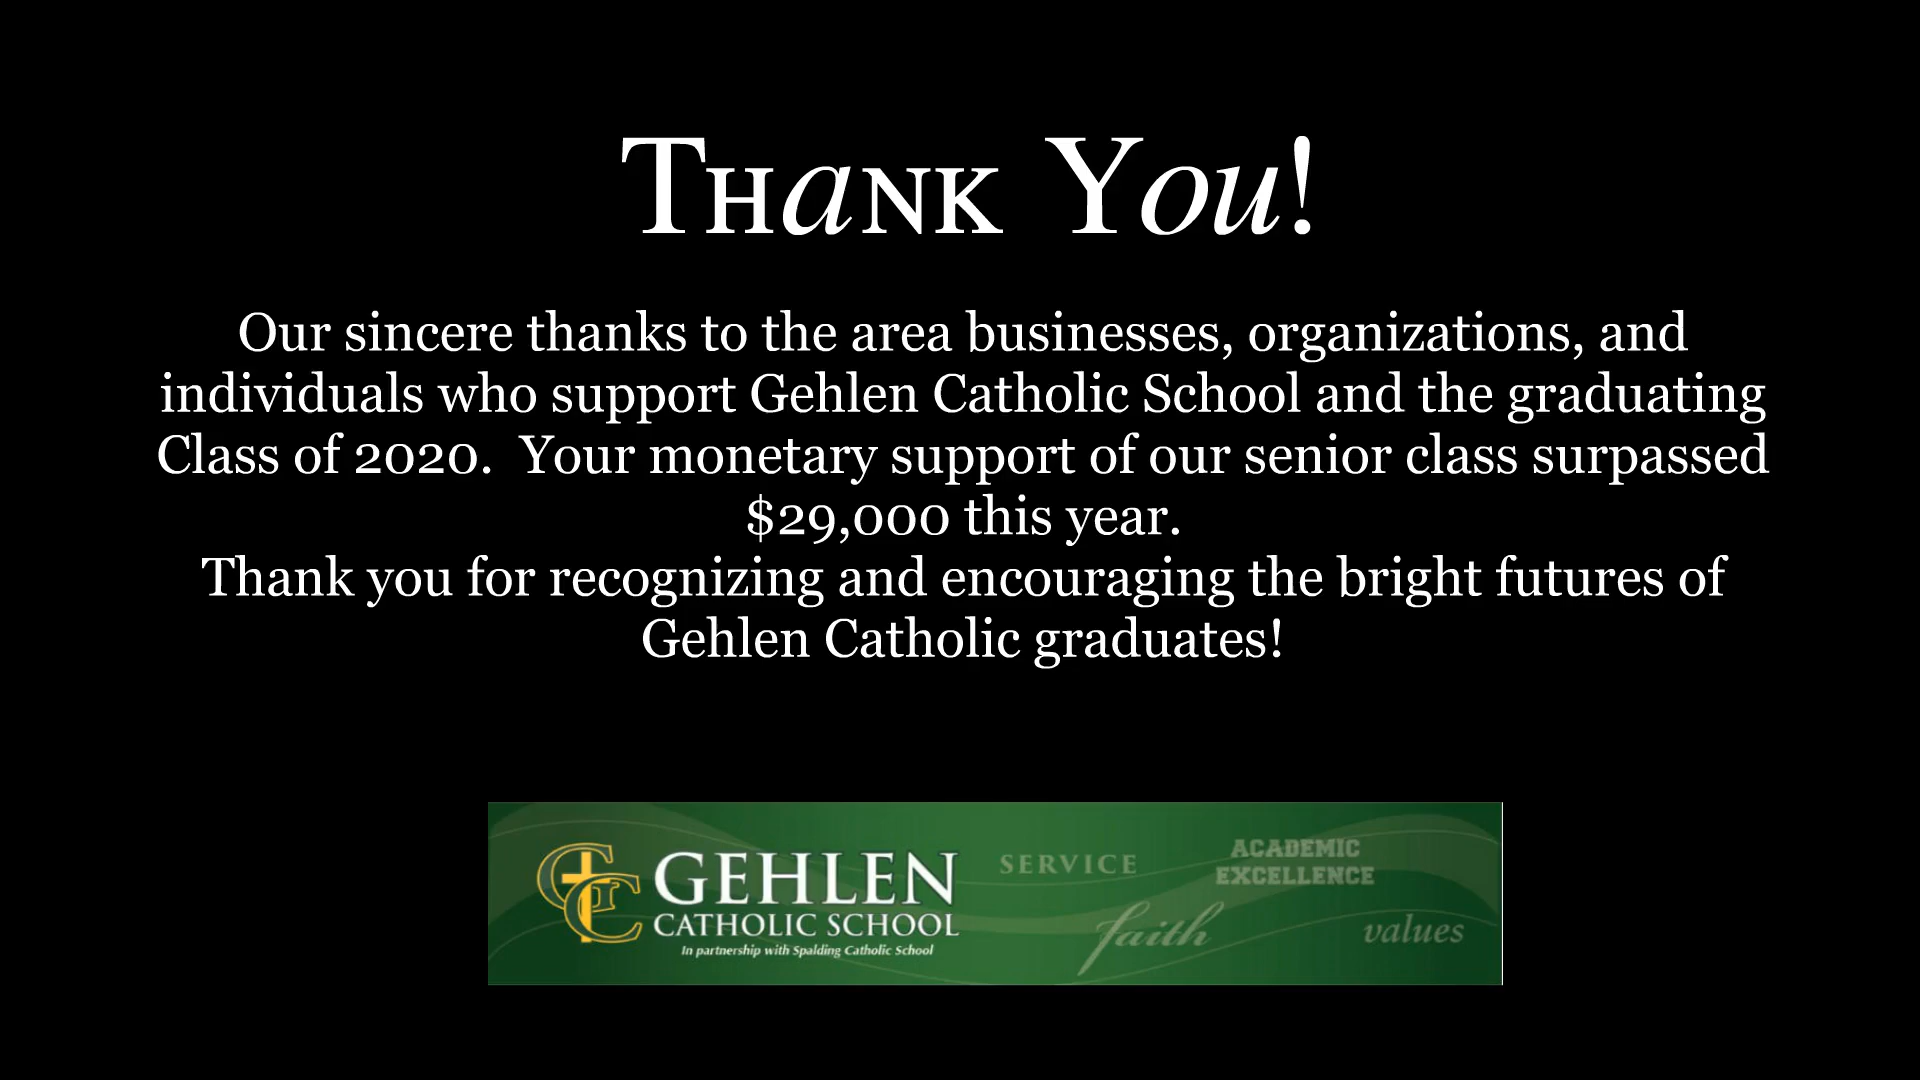 Thank You!
Our sincere thanks to the area businesses, organizations, and
individuals who support Gehlen Catholic School and the graduating
Class of 2020.  Your monetary support of our senior class surpassed
$29,000 this year.
Thank you for recognizing and encouraging the bright futures of
Gehlen Catholic graduates!
GC
GEHLEN
CATHOLIC SCHOOL
In partnership with Spalding Catholic School
SERVICE
ACADEMIC
EXCELLENCE
faith
values